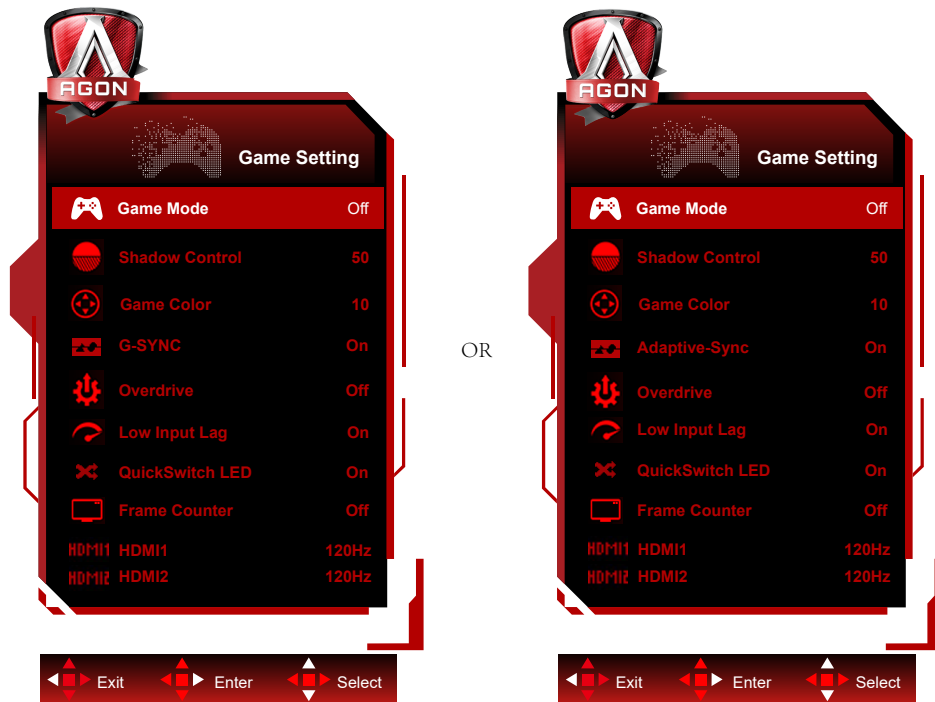 AGON
Game Setting
Game Mode Off
Shadow Control 50
Game Color 10
G-SYNC On
Overdrive Off
Low Input Lag On
QuickSwitch LED On
Frame Counter Off
HDMI1 HDMI1 120Hz
HDMI2 HDMI2 120Hz
Exit Enter Select
OR
AGON
Game Setting
Game Mode Off
Shadow Control 50
Game Color 10
Adaptive-Sync On
Overdrive Off
Low Input Lag On
QuickSwitch LED On
Frame Counter Off
HDMI1 HDMI1 120Hz
HDMI2 HDMI2 120Hz
Exit Enter Select